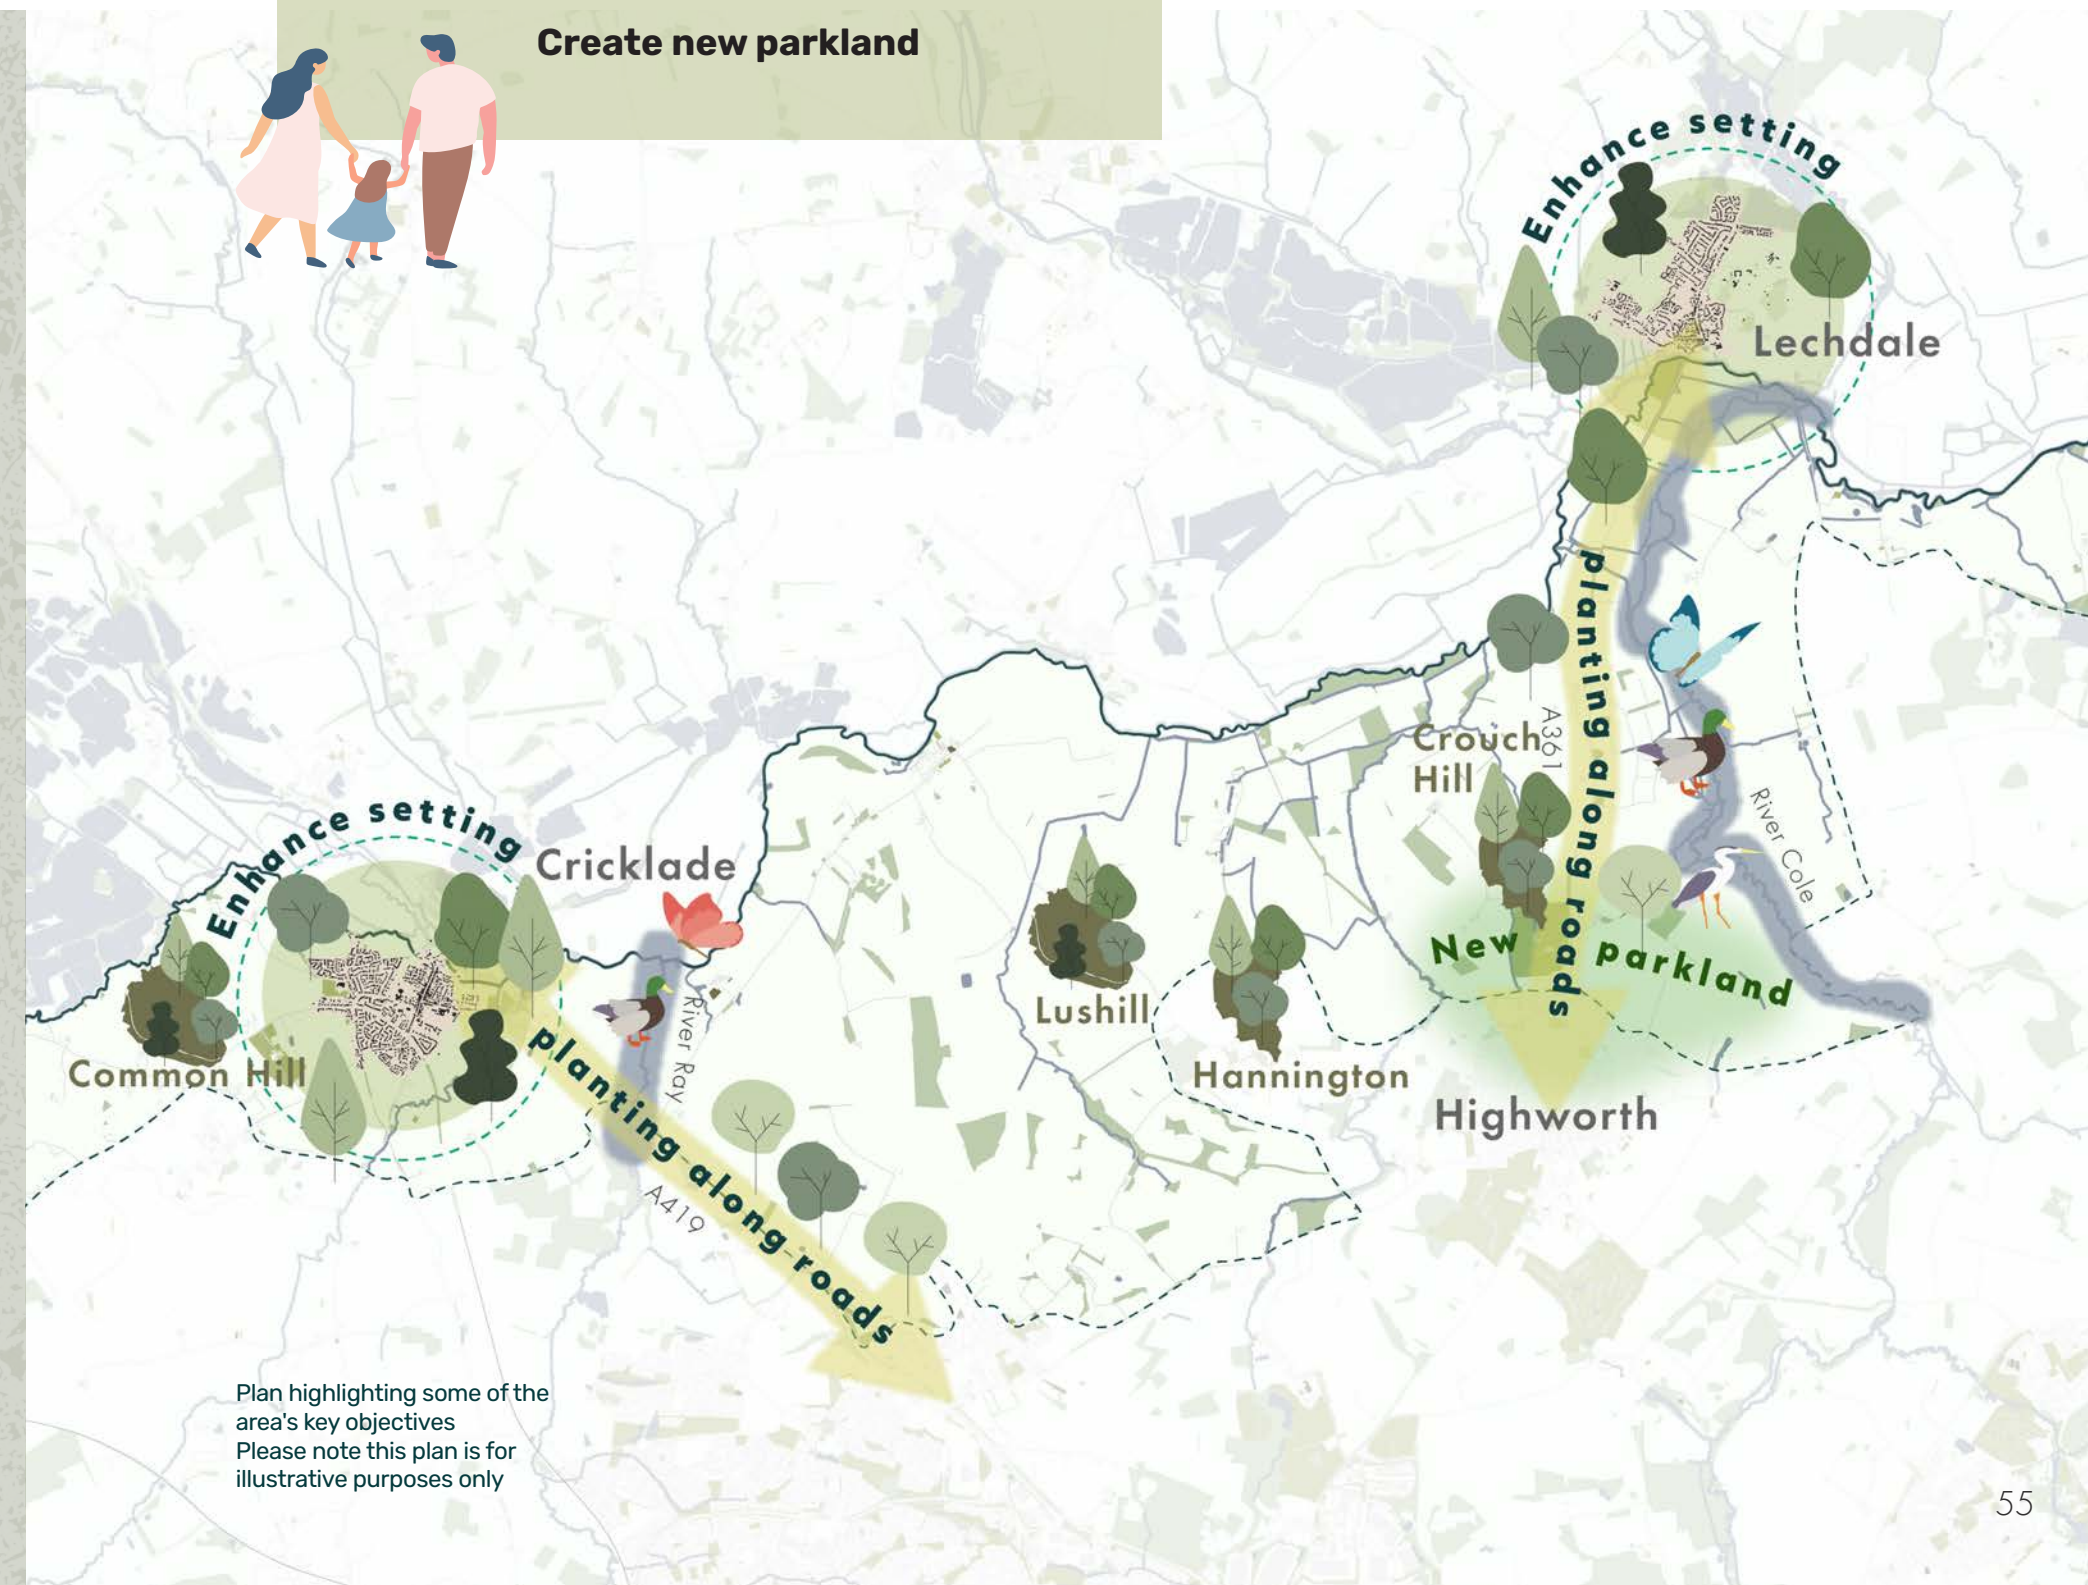 Create new parkland
Enhance setting
Lechdale
planting along roads
A361
Crouch
Hill
River Cole
New parkland
Highworth
Enhance setting
Cricklade
Common Hill
River Ray
planting along roads
A419
Lushill
Hannington
Plan highlighting some of the
area's key objectives
Please note this plan is for
illustrative purposes only
55